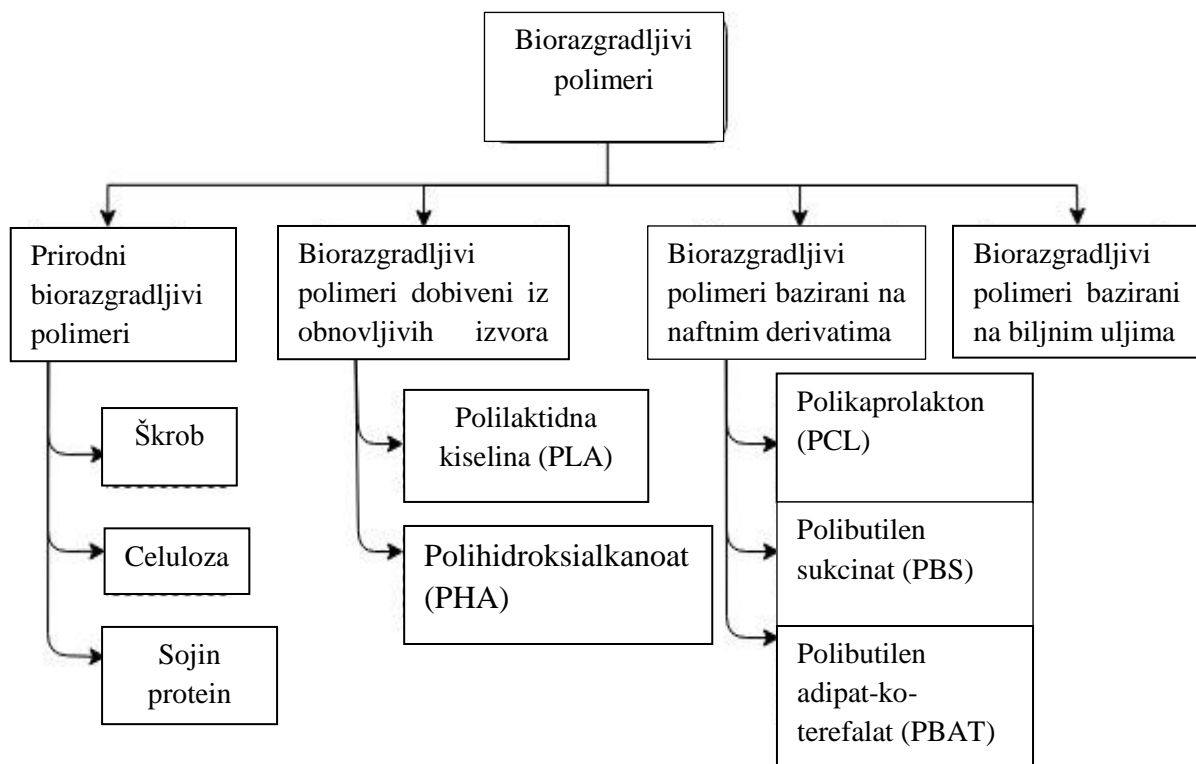 Biorazgradljivi
polimeri
Prirodni
biorazgradljivi
polimeri
Biorazgradljivi
polimeri dobiveni iz
obnovljivih izvora
Biorazgradljivi
polimeri bazirani na
naftnim derivatima
Biorazgradljivi
polimeri bazirani
na biljnim uljima
Škrob
Celuloza
Sojin
protein
Polilaktidna
kiselina (PLA)
Polihidroksialkanoat
(PHA)
Polikaprolakton
(PCL)
Polibutilen
sukcinat (PBS)
Polibutilen
adipat-ko-
terefalat (PBAT)